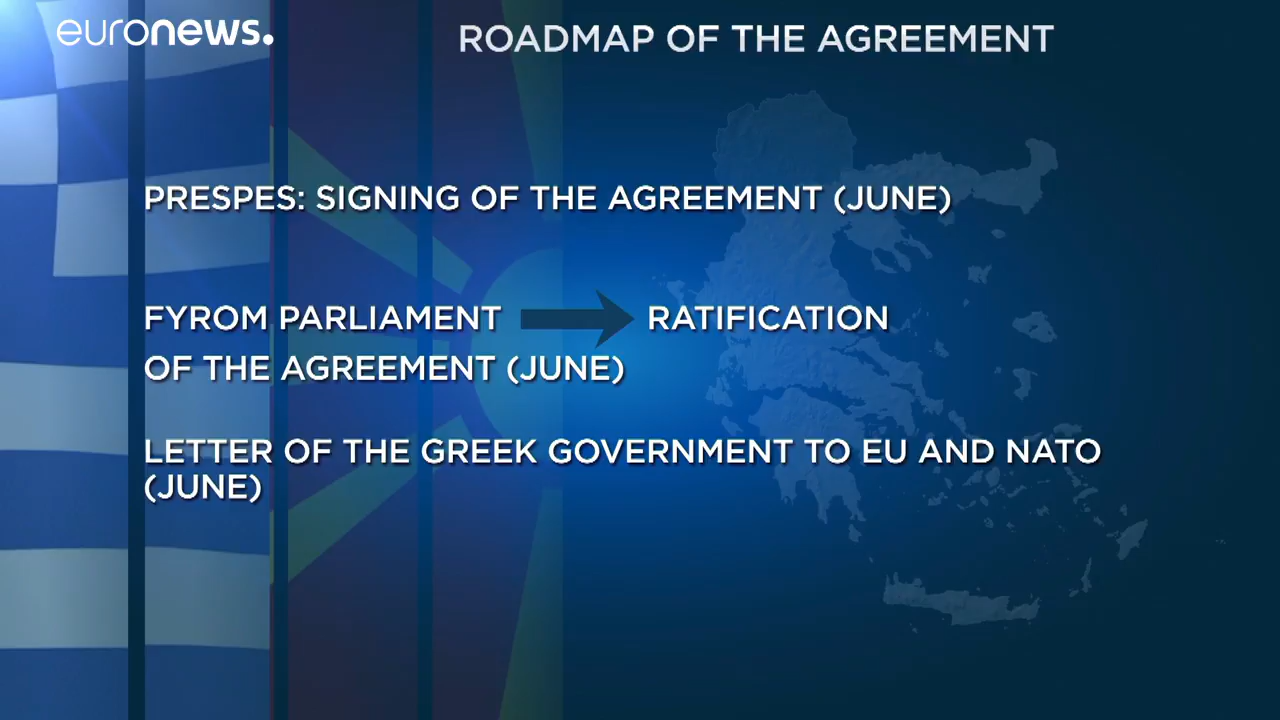 euronews.
ROADMAP OF THE AGREEMENT
PRESPES: SIGNING OF THE AGREEMENT (JUNE)
FYROM PARLIAMENT RATIFICATION
OF THE AGREEMENT (JUNE)
LETTER OF THE GREEK GOVERNMENT TO EU AND NATO
(JUNE)